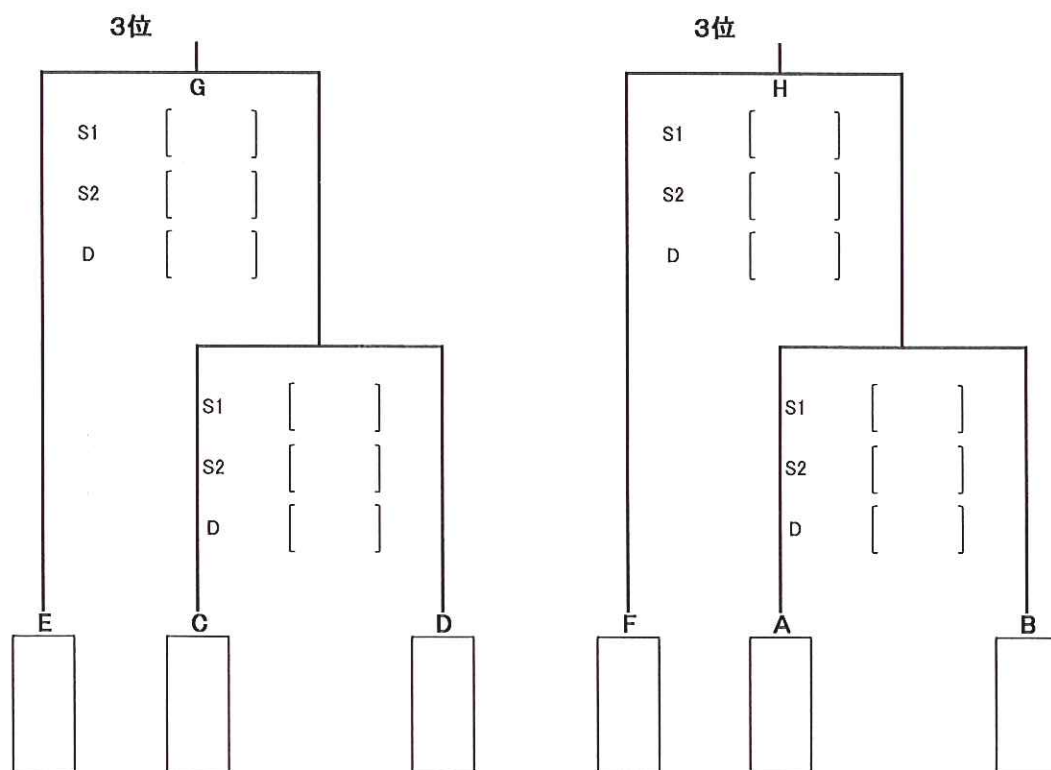 3位 3位
G H
S1 [ ] S1 [ ]
S2 [ ] S2 [ ]
D [ ] D [ ]
S1 [ ] S1 [ ]
S2 [ ] S2 [ ]
D [ ] D [ ]
E C D F A B